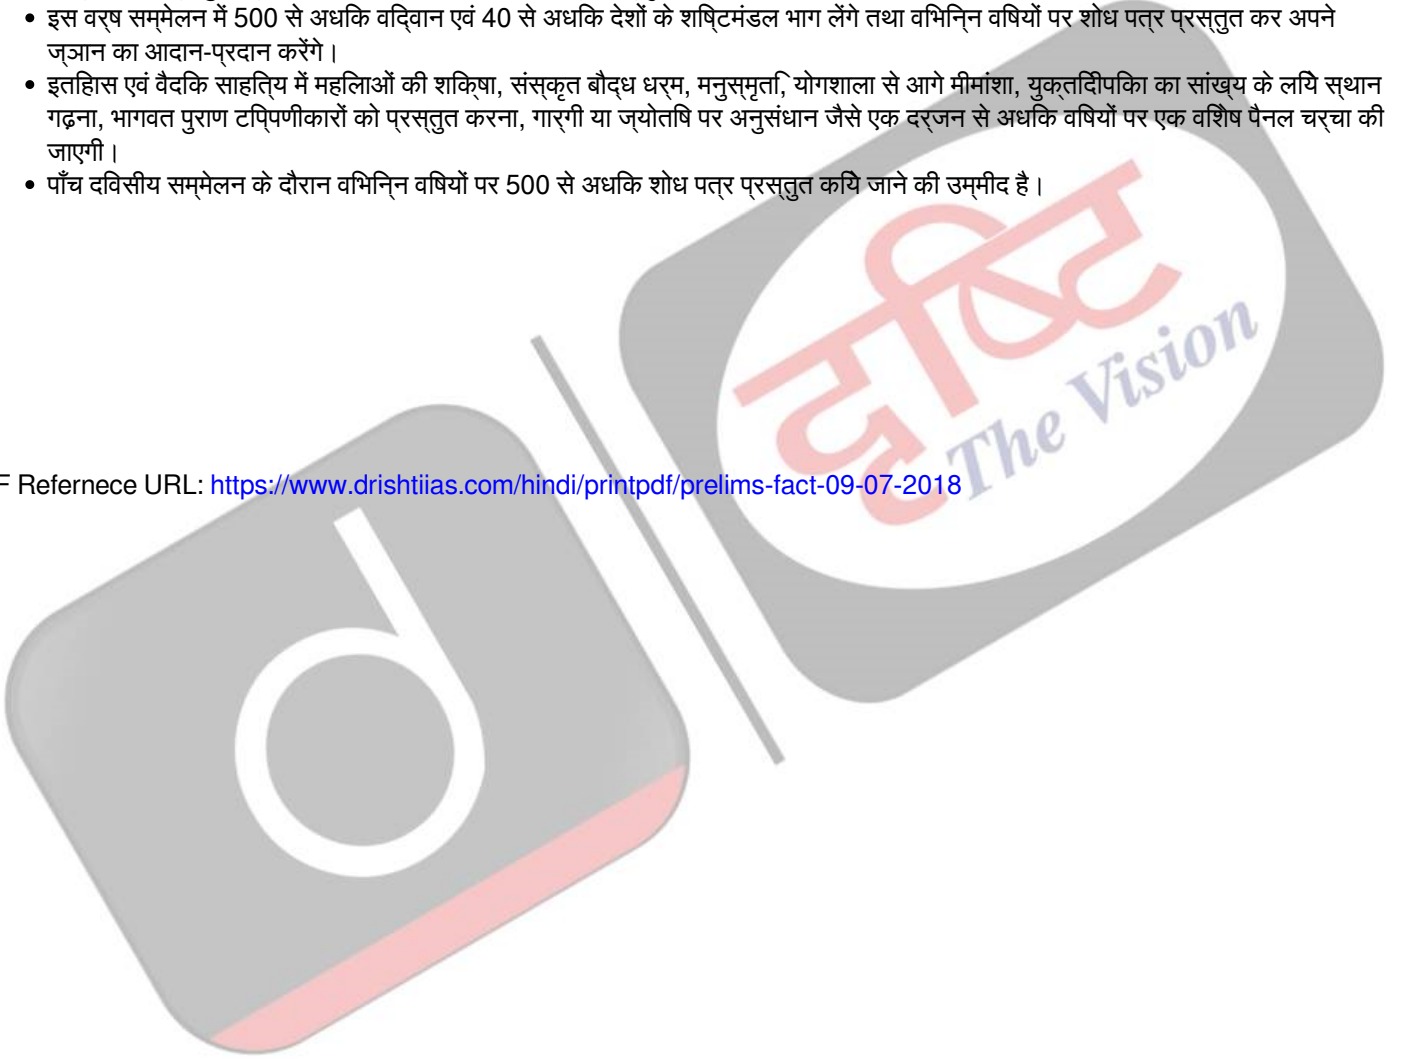 • इस वर्ष सम्मेलन में 500 से अधिक विद्वान एवं 40 से अधिक देशों के शिष्टमंडल भाग लेंगे तथा विभिन्न विषयों पर शोध पत्र प्रस्तुत कर अपने
ज्ञान का आदान-प्रदान करेंगे।
• इतिहास एवं वैदिक साहित्य में महिलाओं की शिक्षा, संस्कृत बौद्ध धर्म, मनुस्मृति, योगशाला से आगे मीमांशा, युक्तिदीपिका का सांख्य के लिये स्थान
गढ़ना, भागवत पुराण टिप्पणीकारों को प्रस्तुत करना, गार्गी या ज्योतिष पर अनुसंधान जैसे एक दर्जन से अधिक विषयों पर एक विशेष पैनल चर्चा की
जाएगी।
• पाँच दिवसीय सम्मेलन के दौरान विभिन्न विषयों पर 500 से अधिक शोध पत्र प्रस्तुत किये जाने की उम्मीद है।
दृष्टि
The Vision
F Refernece URL: https://www.drishtiias.com/hindi/printpdf/prelims-fact-09-07-2018